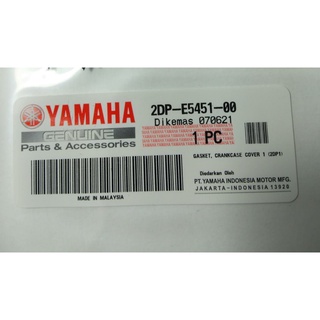 YAMAHA
GENUINE
Parts & Accessories
MADE IN MALAYSIA
2DP-E5451-00
Dikemas 070621
1 PC
GASKET, CRANKCASE COVER 1 (2DP1)
Diedarkan Oleh
PT. YAMAHA INDONESIA MOTOR MFG.
JAKARTA-INDONESIA 13920